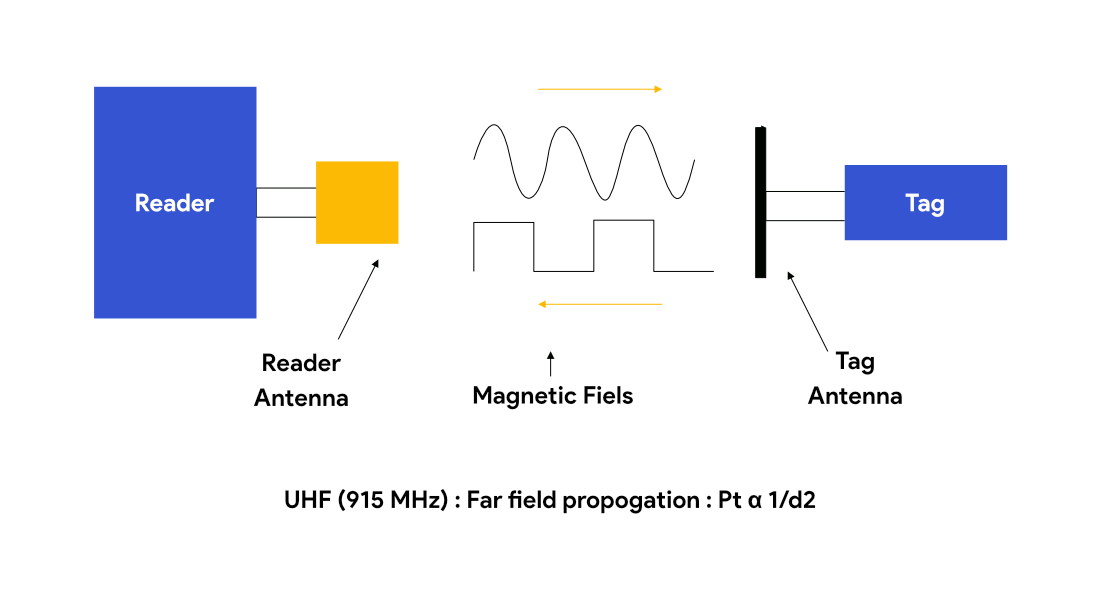 Reader
Tag
Reader
Antenna
Magnetic Fiels
Tag
Antenna
UHF (915 MHz) : Far field propogation : Pt α 1/d2